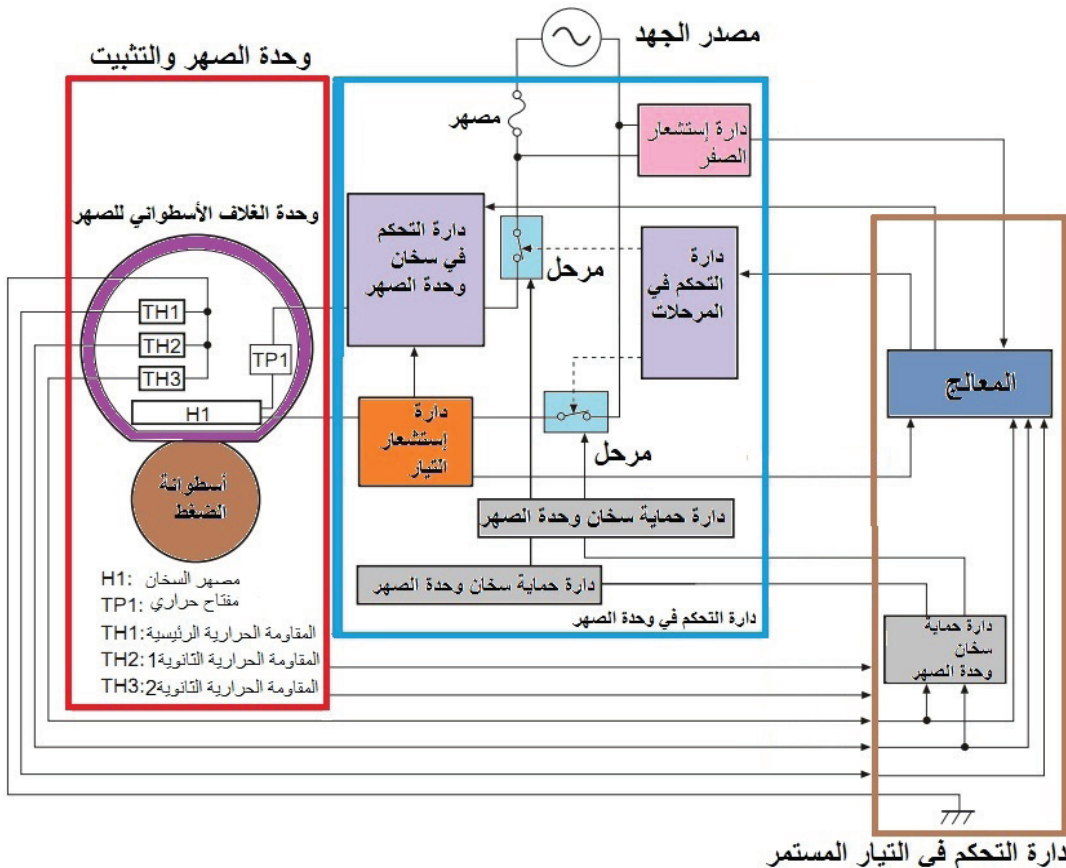 مصدر الجهد
وحدة الصهر والتثبيت
مصهر
دارة إستشعار
الصفر
وحدة الغلاف الأسطواني للصهر
دارة التحكم
في سخان
وحدة الصهر
مرحل
دارة
التحكم في
المرحلات
TH1
TH2
TH3
TP1
H1
المعالج
دارة
إستشعار
التيار
مرحل
أسطوانة
الضغط
دارة حماية سخان وحدة الصهر
دارة حماية سخان وحدة الصهر
دارة التحكم في وحدة الصهر
H1: مصهر السخان
TP1: مفتاح حراري
TH1: المقاومة الحرارية الرئيسية
TH2: المقاومة الحرارية الثانوية1
TH3: المقاومة الحرارية الثانوية2
دارة حماية
سخان
وحدة الصهر
دارة التحكم في التيار المستمر